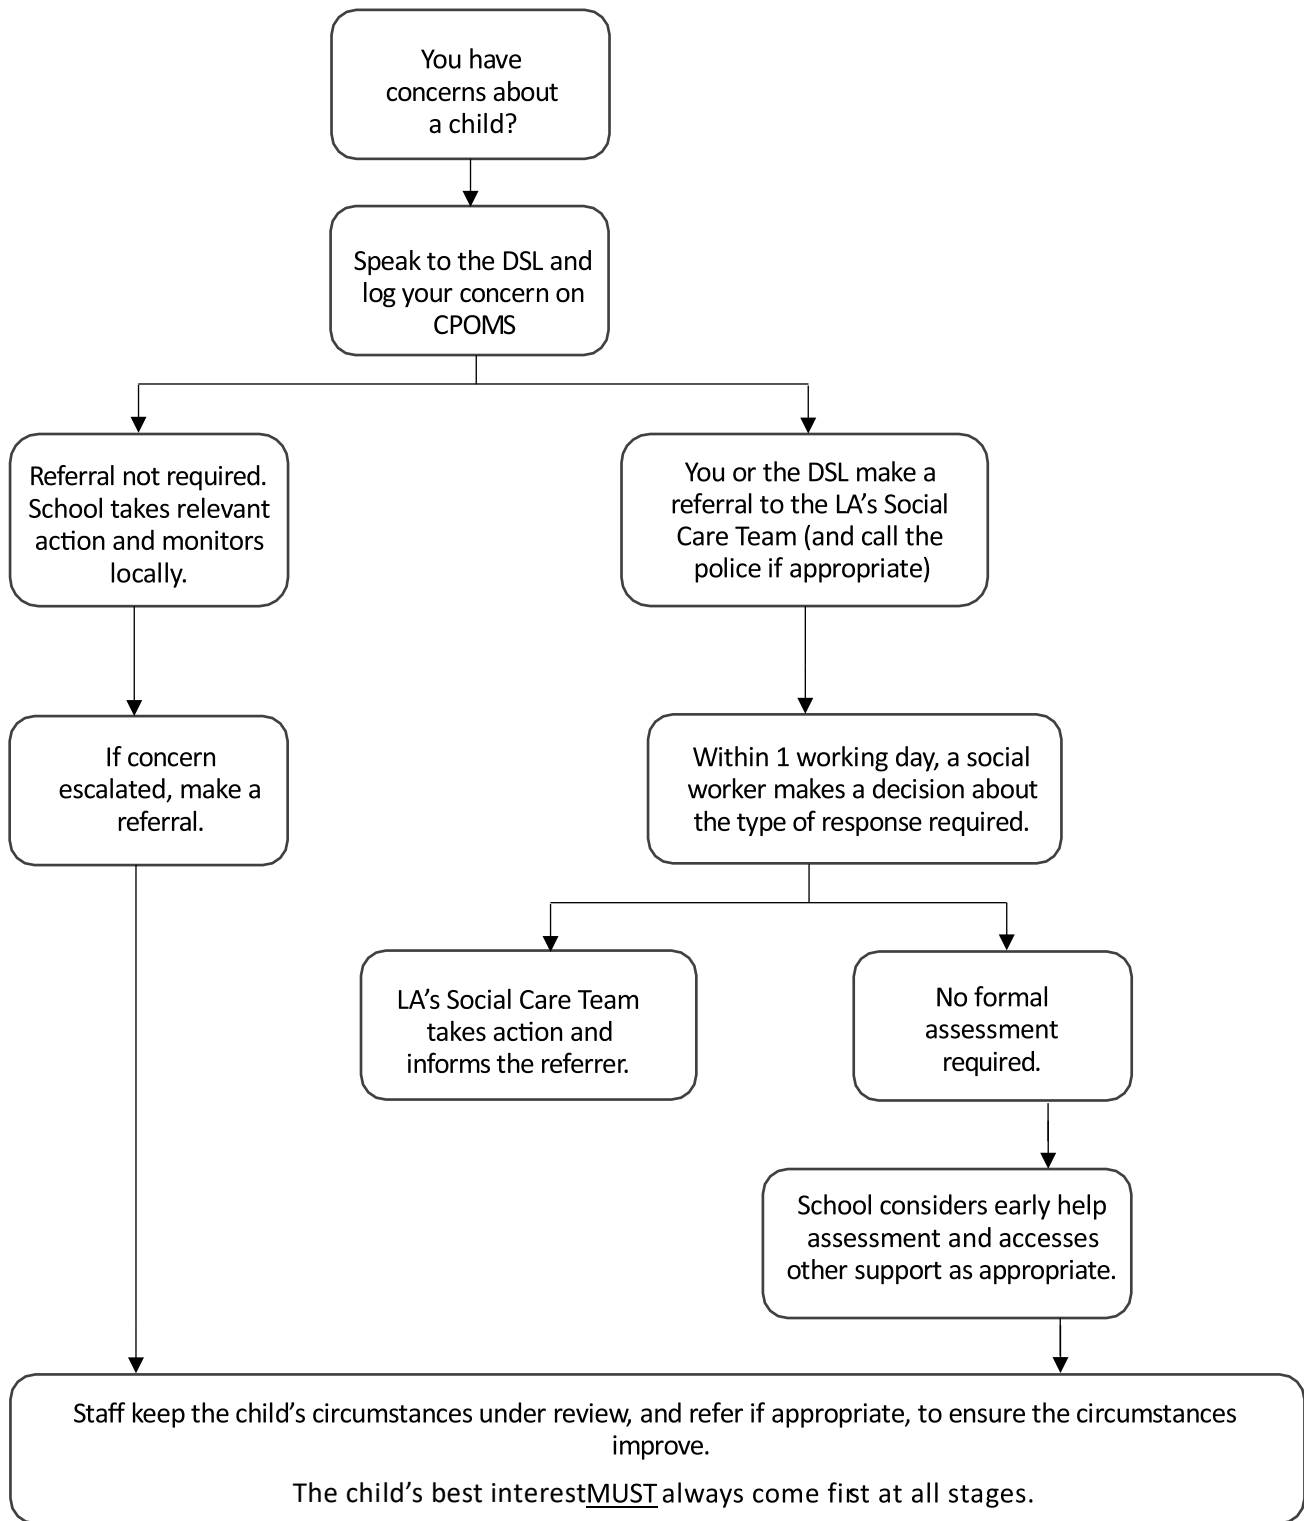 You have
concerns about
a child?
Speak to the DSL and
log your concern on
CPOMS
Referral not required.
School takes relevant
action and monitors
locally.
You or the DSL make a
referral to the LA’s Social
Care Team (and call the
police if appropriate)
If concern
escalated, make a
referral.
Within 1 working day, a social
worker makes a decision about
the type of response required.
LA’s Social Care Team
takes action and
informs the referrer.
No formal
assessment
required.
School considers early help
assessment and accesses
other support as appropriate.
Staff keep the child’s circumstances under review, and refer if appropriate, to ensure the circumstances
improve.
The child’s best interest MUST always come first at all stages.